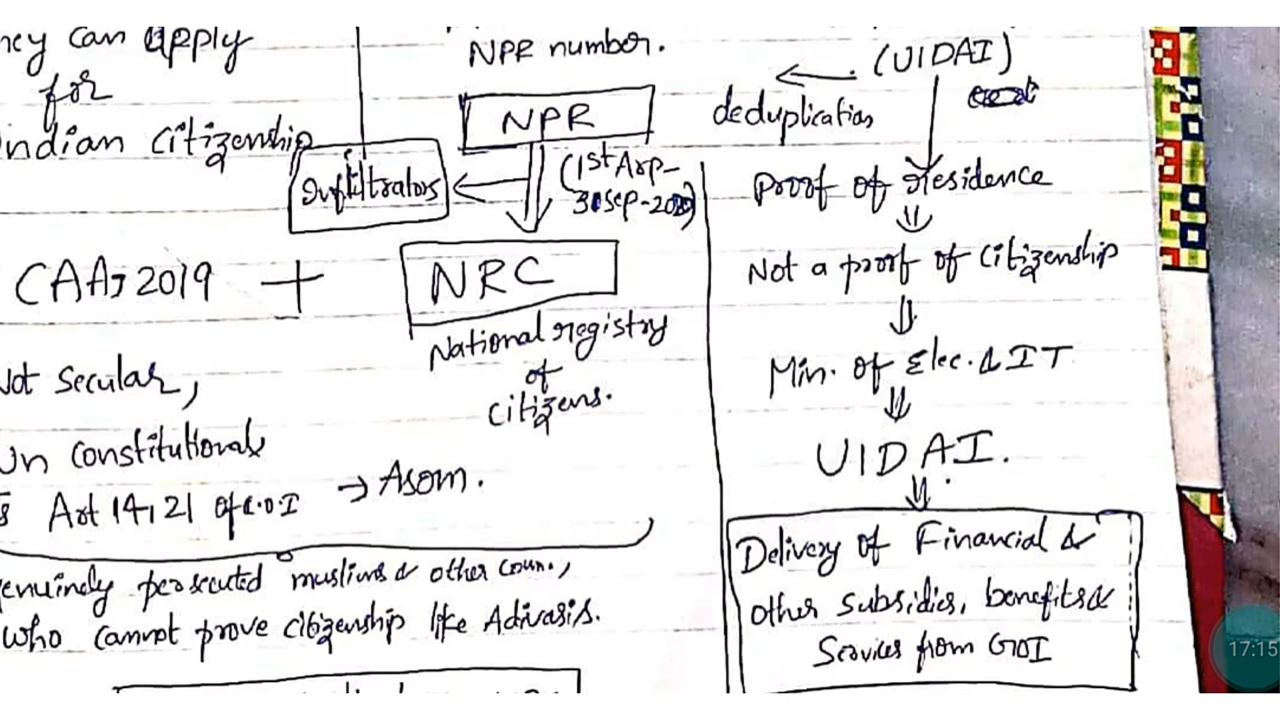 hey can apply
for
Indian citizenship
NPR number.
NPR
(1st Arp-
30 Sep-2020)
Infiltrators
CAA, 2019 +
NRC
National registry
of
citizens.
Not secular,
Un constitutional
Art 14, 21 of C.O.I → Asom.
enuinely persecuted muslims & other coun.,
who cannot prove citizenship like Adivasis.
(UIDAI)
deduplication
Proof of residence
Not a proof of citizenship
Min. of Elec. & IT
UIDAI.
Delivery of Financial &
other subsidies, benefits &
Services from GOI
17:15